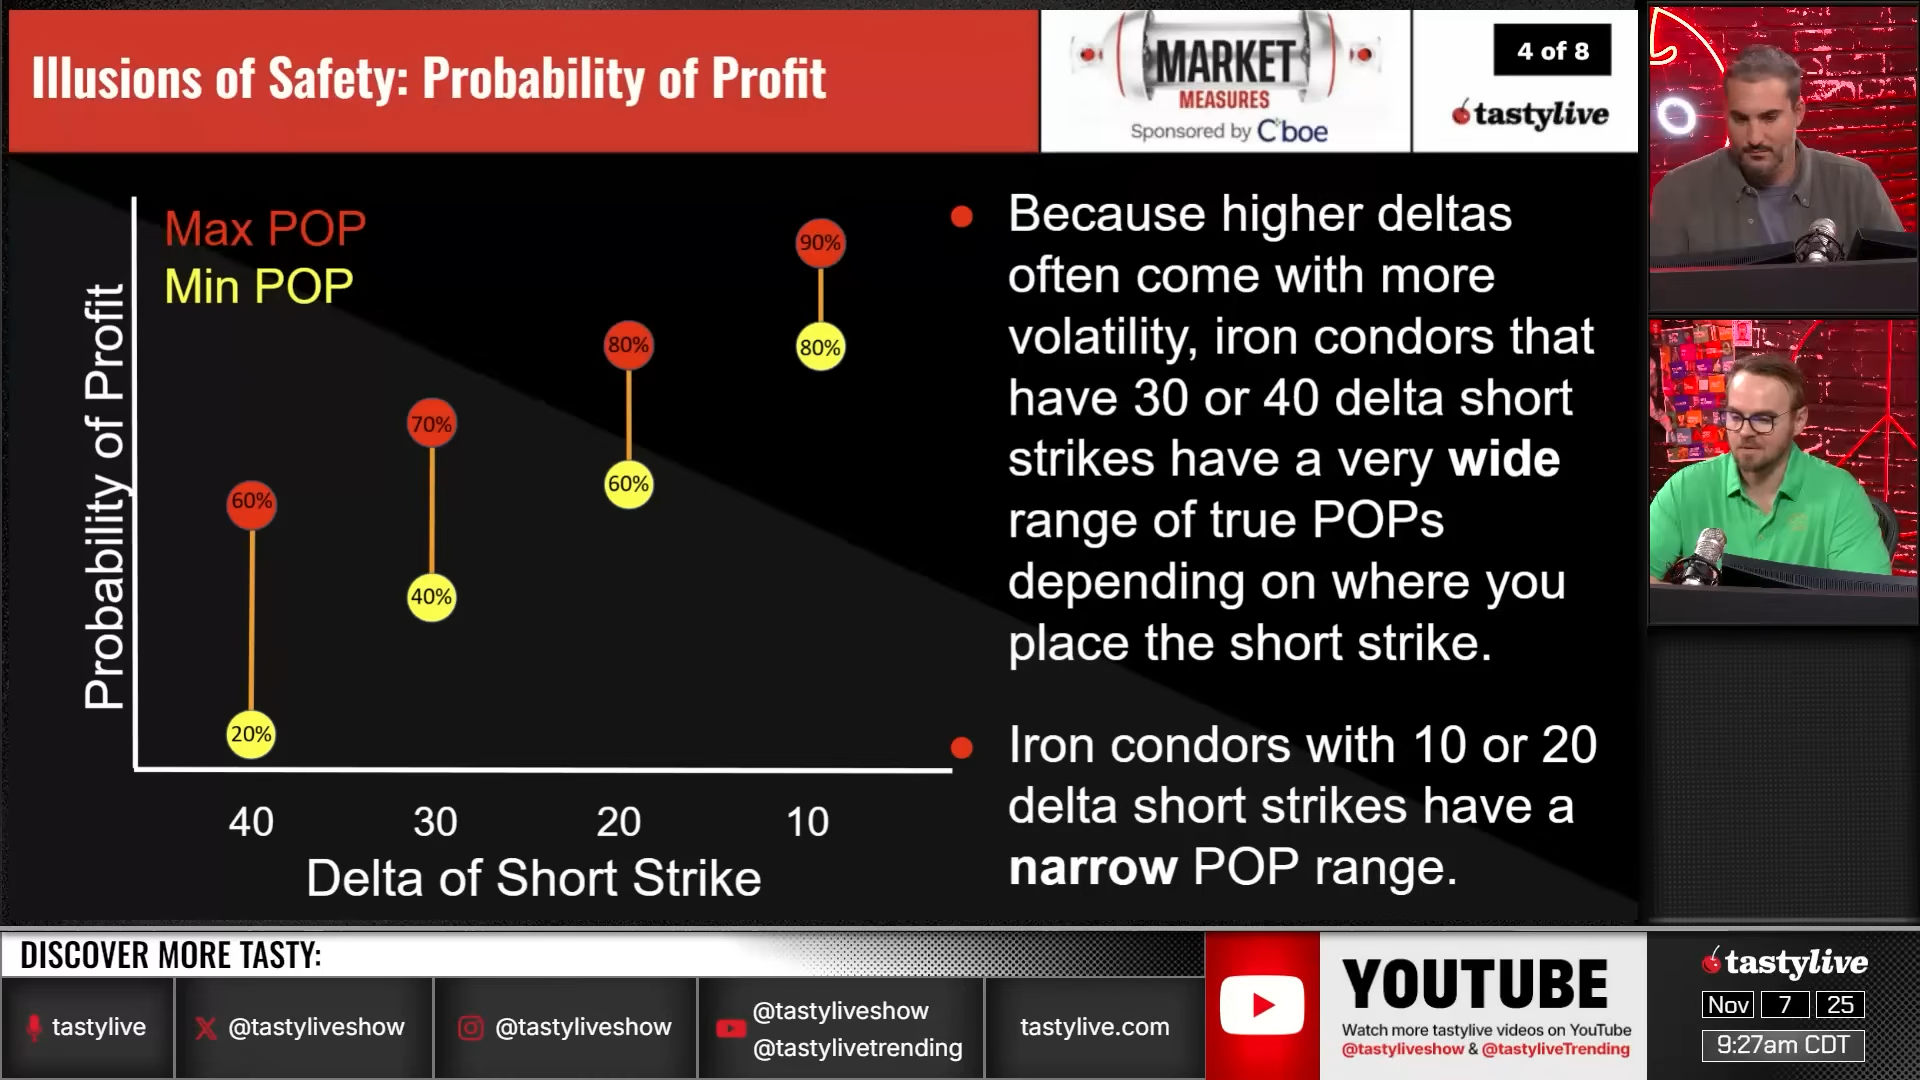 Illusions of Safety: Probability of Profit
MARKET
MEASURES
Sponsored by Cboe
4 of 8
tastylive
Max POP
Min POP
Probability of Profit
60%
20%
70%
40%
80%
60%
90%
80%
40 30 20 10
Delta of Short Strike
Because higher deltas
often come with more
volatility, iron condors that
have 30 or 40 delta short
strikes have a very wide
range of true POPs
depending on where you
place the short strike.
Iron condors with 10 or 20
delta short strikes have a
narrow POP range.
DISCOVER MORE TASTY:
tastylive
@tastyliveshow
@tastyliveshow
@tastyliveshow
@tastylivetrending
tastylive.com
YOUTUBE
Watch more tastylive videos on YouTube
@tastyliveshow & @tastyliveTrending
tastylive
Nov 7 25
9:27am CDT